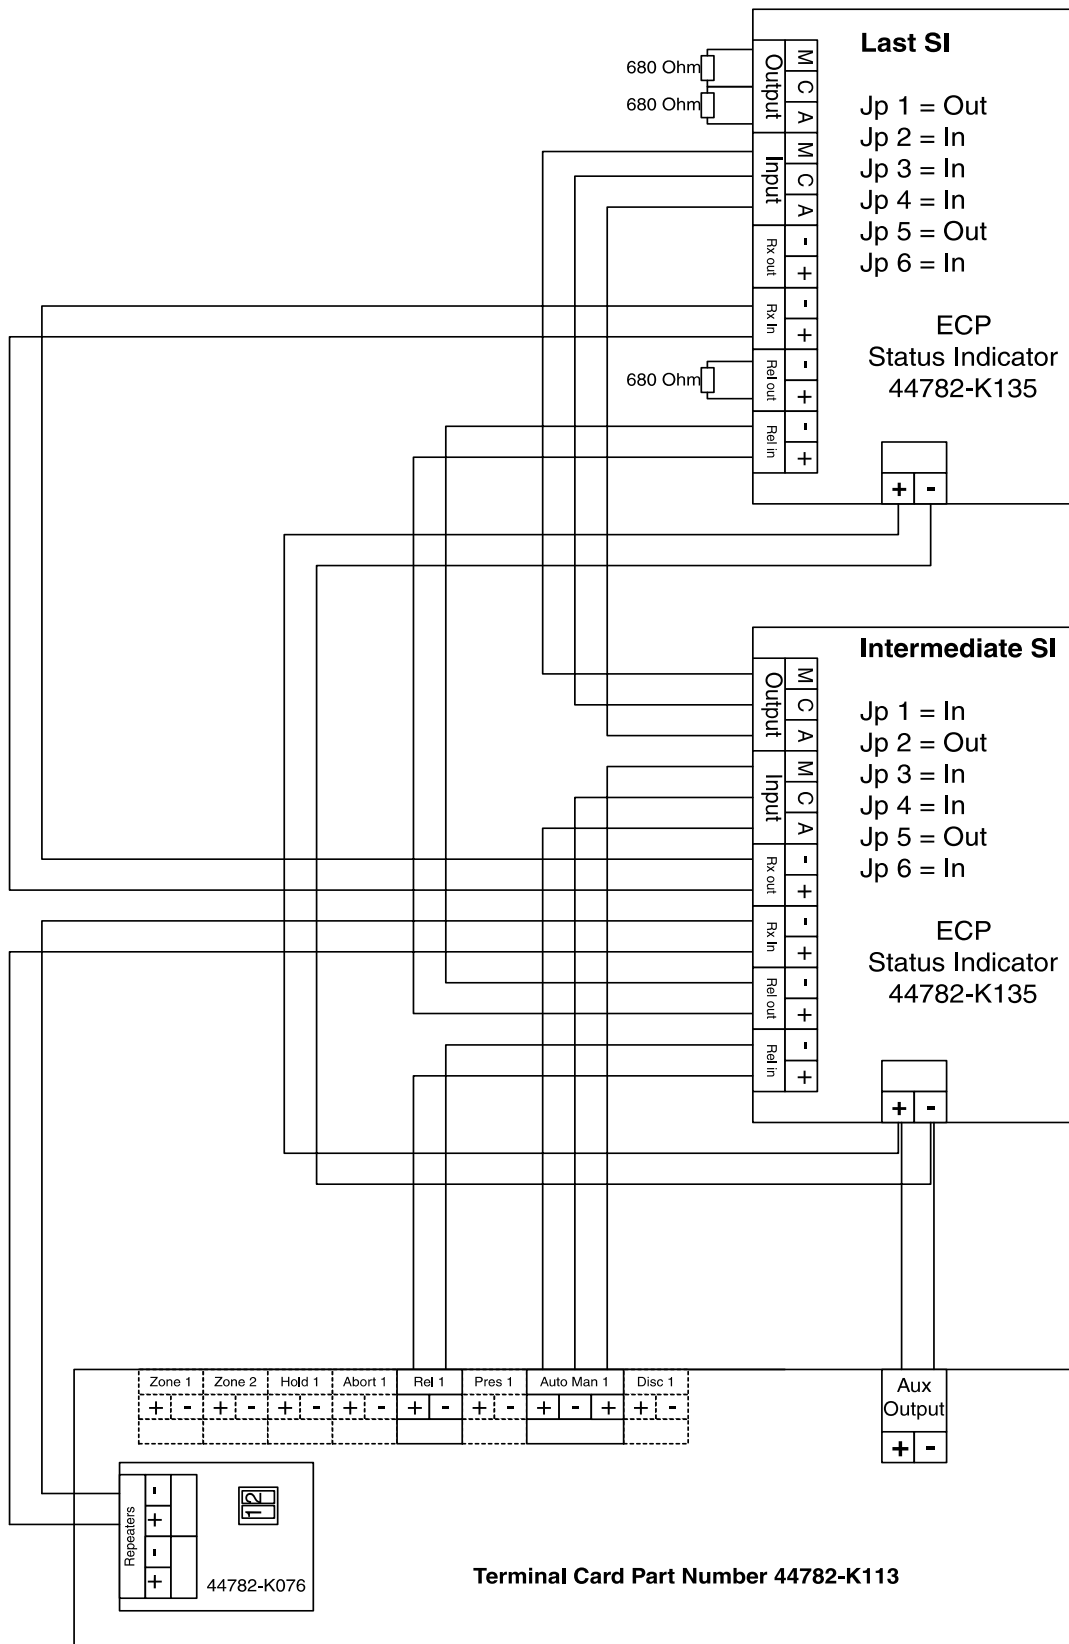 Last SI
Jp 1 = Out
Jp 2 = In
Jp 3 = In
Jp 4 = In
Jp 5 = Out
Jp 6 = In
ECP
Status Indicator
44782-K135
+ -
680 Ohm
680 Ohm
680 Ohm
Output M C A
Input M C A
Rx out - +
Rx In - +
Rel out - +
Rel in - +
Intermediate SI
Jp 1 = In
Jp 2 = Out
Jp 3 = In
Jp 4 = In
Jp 5 = Out
Jp 6 = In
ECP
Status Indicator
44782-K135
+ -
Output M C A
Input M C A
Rx out - +
Rx In - +
Rel out - +
Rel in - +
Zone 1 Zone 2 Hold 1 Abort 1 Rel 1 Pres 1 Auto Man 1 Disc 1
+ - + - + - + - + - + - + - + + -
Aux
Output
+ -
Repeaters - + - +
12
44782-K076
Terminal Card Part Number 44782-K113